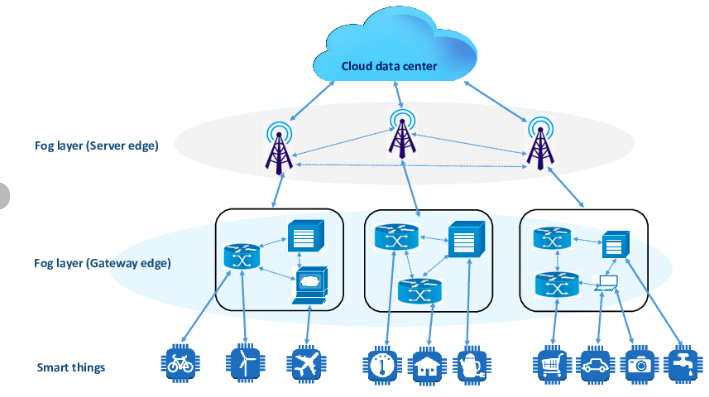 Cloud data center
Fog layer (Server edge)
Fog layer (Gateway edge)
Smart things